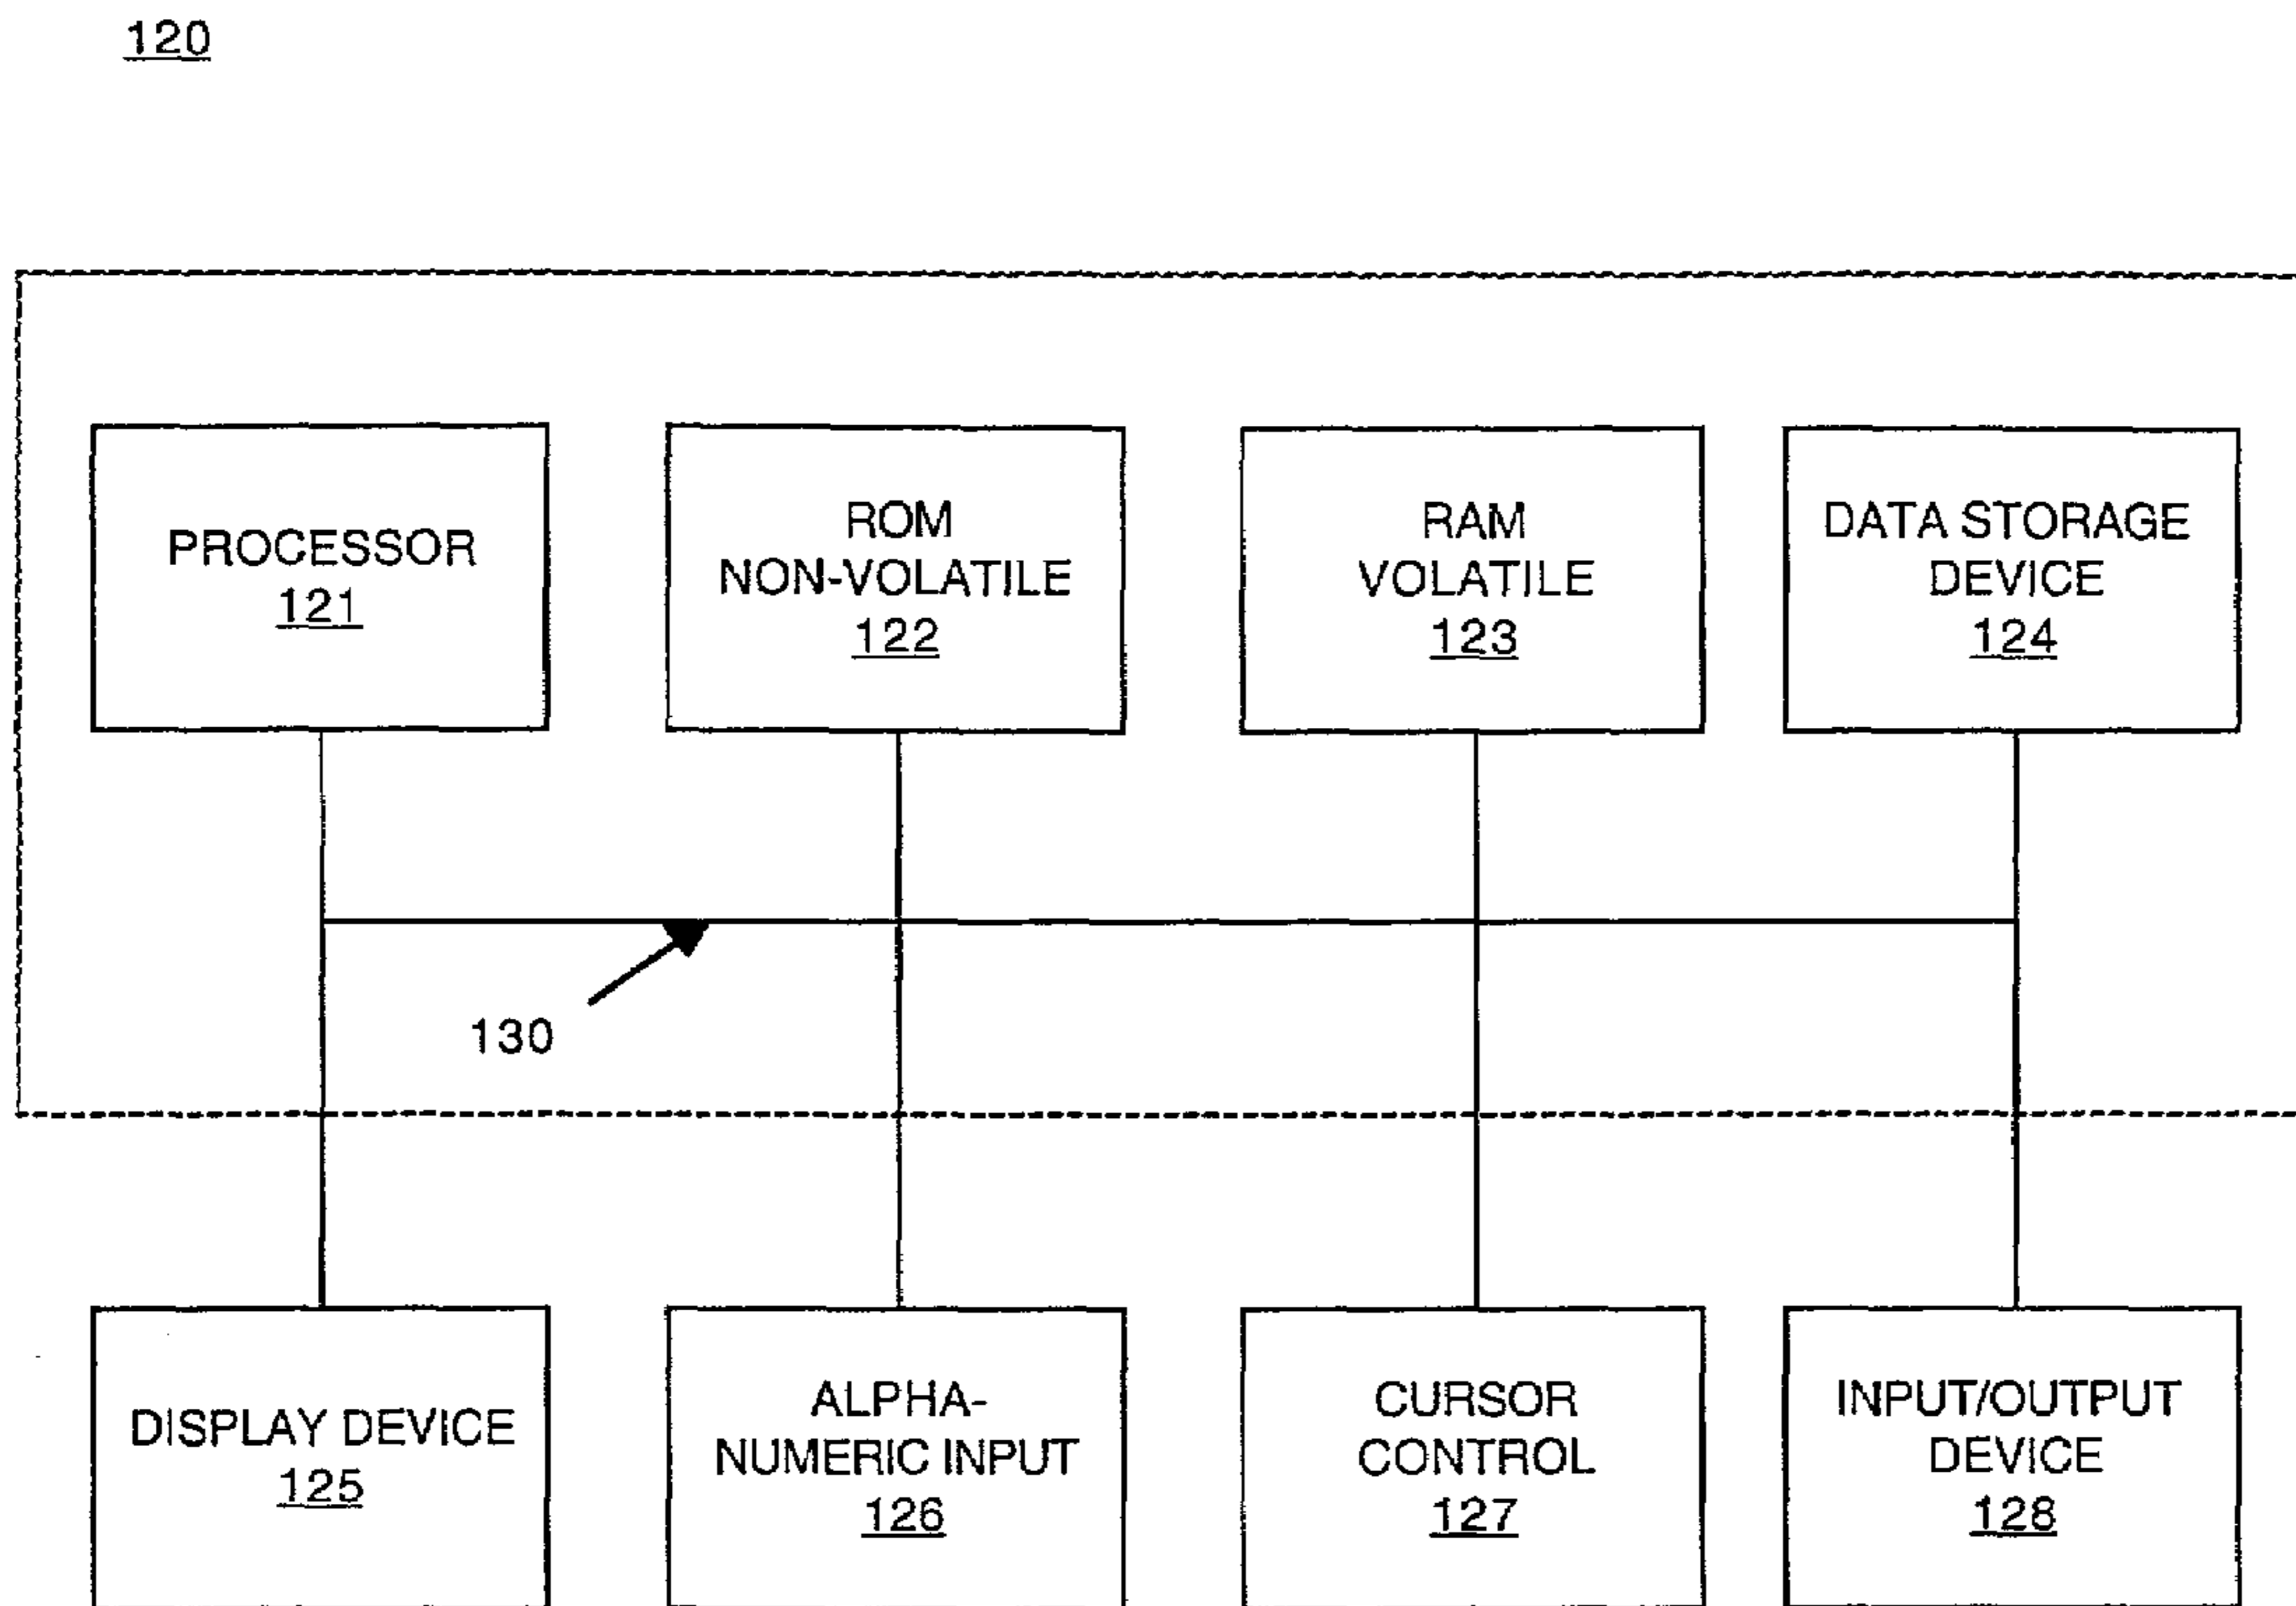 120
PROCESSOR
121
ROM
NON-VOLATILE
122
RAM
VOLATILE
123
DATA STORAGE
DEVICE
124
130
DISPLAY DEVICE
125
ALPHA-
NUMERIC INPUT
126
CURSOR
CONTROL
127
INPUT/OUTPUT
DEVICE
128